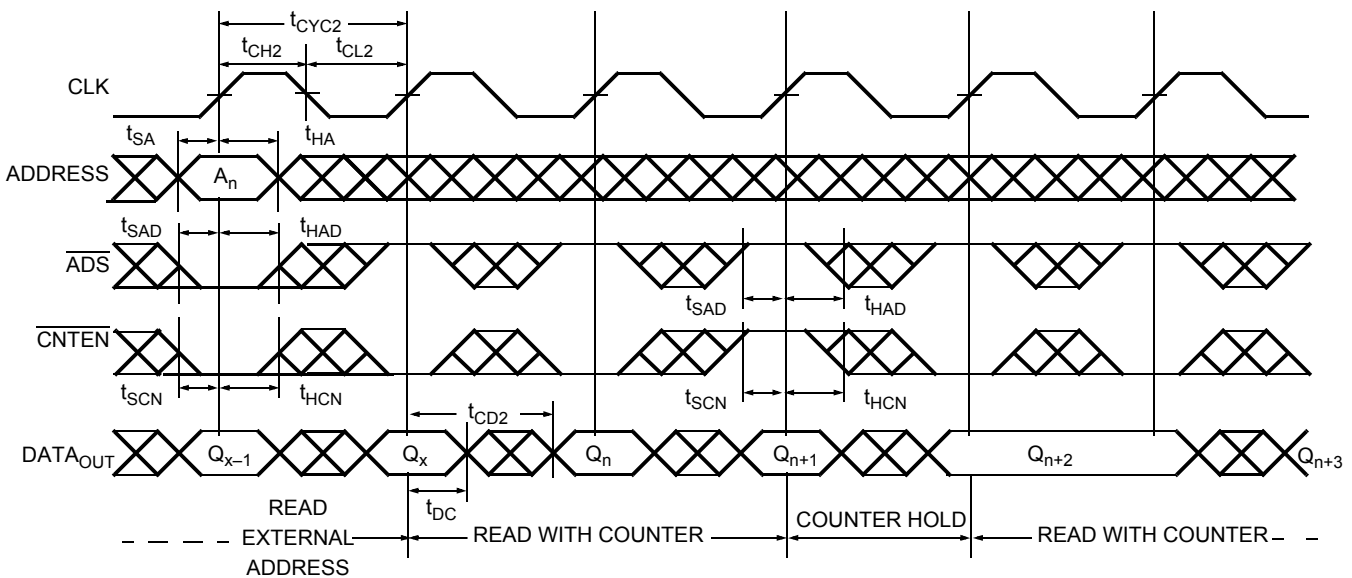 tCYC2
tCH2
tCL2
CLK
tSA
tHA
ADDRESS
An
tSAD
tHAD
ADS
tSAD
tHAD
CNTEN
tSCN
tHCN
tSCN
tHCN
tCD2
DATAOUT
Qx–1
Qx
Qn
Qn+1
Qn+2
Qn+3
tDC
READ
EXTERNAL
ADDRESS
READ WITH COUNTER
COUNTER HOLD
READ WITH COUNTER